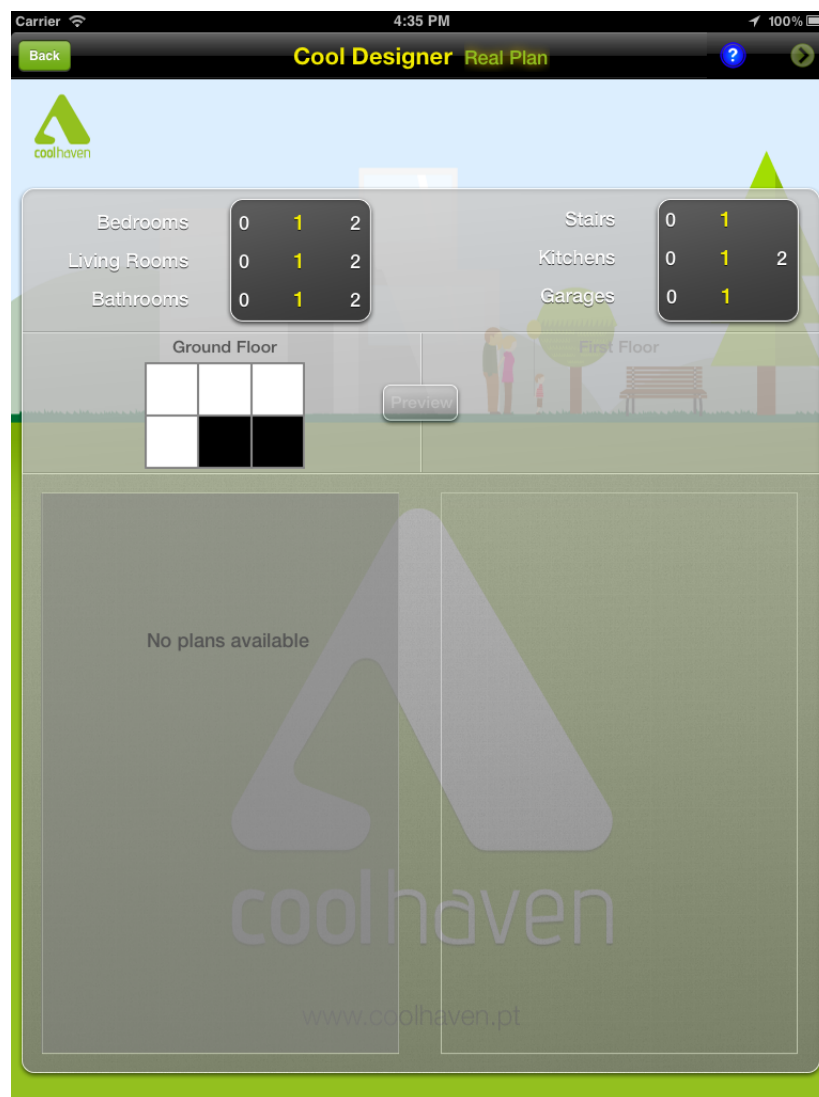 Carrier 4:35 PM 100%
Back Cool Designer Real Plan ?
coolhaven
Bedrooms 0 1 2 Stairs 0 1
Living Rooms 0 1 2 Kitchens 0 1 2
Bathrooms 0 1 2 Garages 0 1
Ground Floor First Floor
Preview
No plans available
coolhaven
www.coolhaven.pt